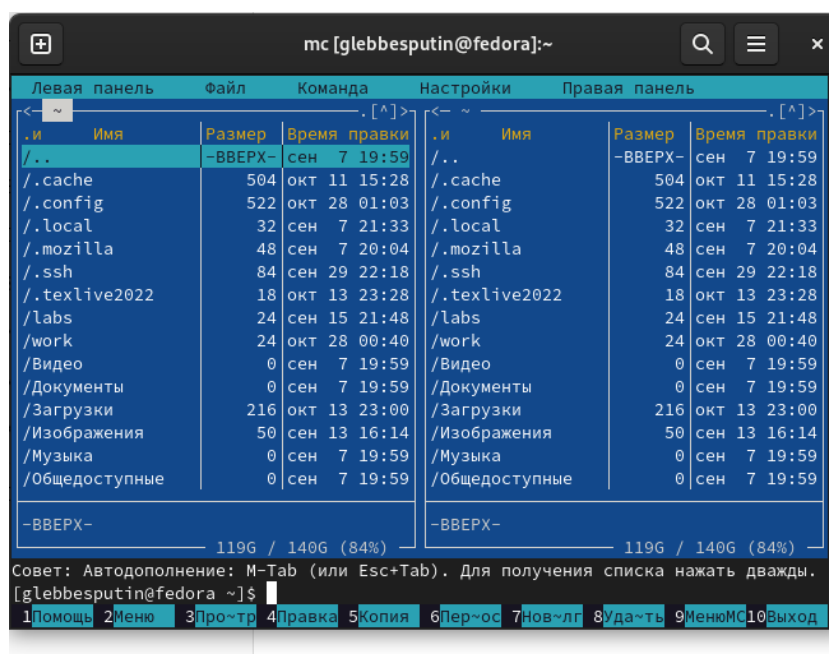 mc [glebbesputin@fedora]:~
Левая панель Файл Команда Настройки Правая панель
<— ~ .[^]> <— ~ .[^]>
.и Имя Размер Время правки .и Имя Размер Время правки
/.. -ВВЕРХ- сен 7 19:59 /.. -ВВЕРХ- сен 7 19:59
/.cache 504 окт 11 15:28 /.cache 504 окт 11 15:28
/.config 522 окт 28 01:03 /.config 522 окт 28 01:03
/.local 32 сен 7 21:33 /.local 32 сен 7 21:33
/.mozilla 48 сен 7 20:04 /.mozilla 48 сен 7 20:04
/.ssh 84 сен 29 22:18 /.ssh 84 сен 29 22:18
/.texlive2022 18 окт 13 23:28 /.texlive2022 18 окт 13 23:28
/labs 24 сен 15 21:48 /labs 24 сен 15 21:48
/work 24 окт 28 00:40 /work 24 окт 28 00:40
/Видео 0 сен 7 19:59 /Видео 0 сен 7 19:59
/Документы 0 сен 7 19:59 /Документы 0 сен 7 19:59
/Загрузки 216 окт 13 23:00 /Загрузки 216 окт 13 23:00
/Изображения 50 сен 13 16:14 /Изображения 50 сен 13 16:14
/Музыка 0 сен 7 19:59 /Музыка 0 сен 7 19:59
/Общедоступные 0 сен 7 19:59 /Общедоступные 0 сен 7 19:59
-ВВЕРХ- -ВВЕРХ-
119G / 140G (84%) 119G / 140G (84%)
Совет: Автодополнение: M-Tab (или Esc+Tab). Для получения списка нажать дважды.
[glebbesputin@fedora ~]$
1Помощь 2Меню 3Про~тр 4Правка 5Копия 6Пер~ос 7Нов~лг 8Уда~ть 9МенюMC 10Выход